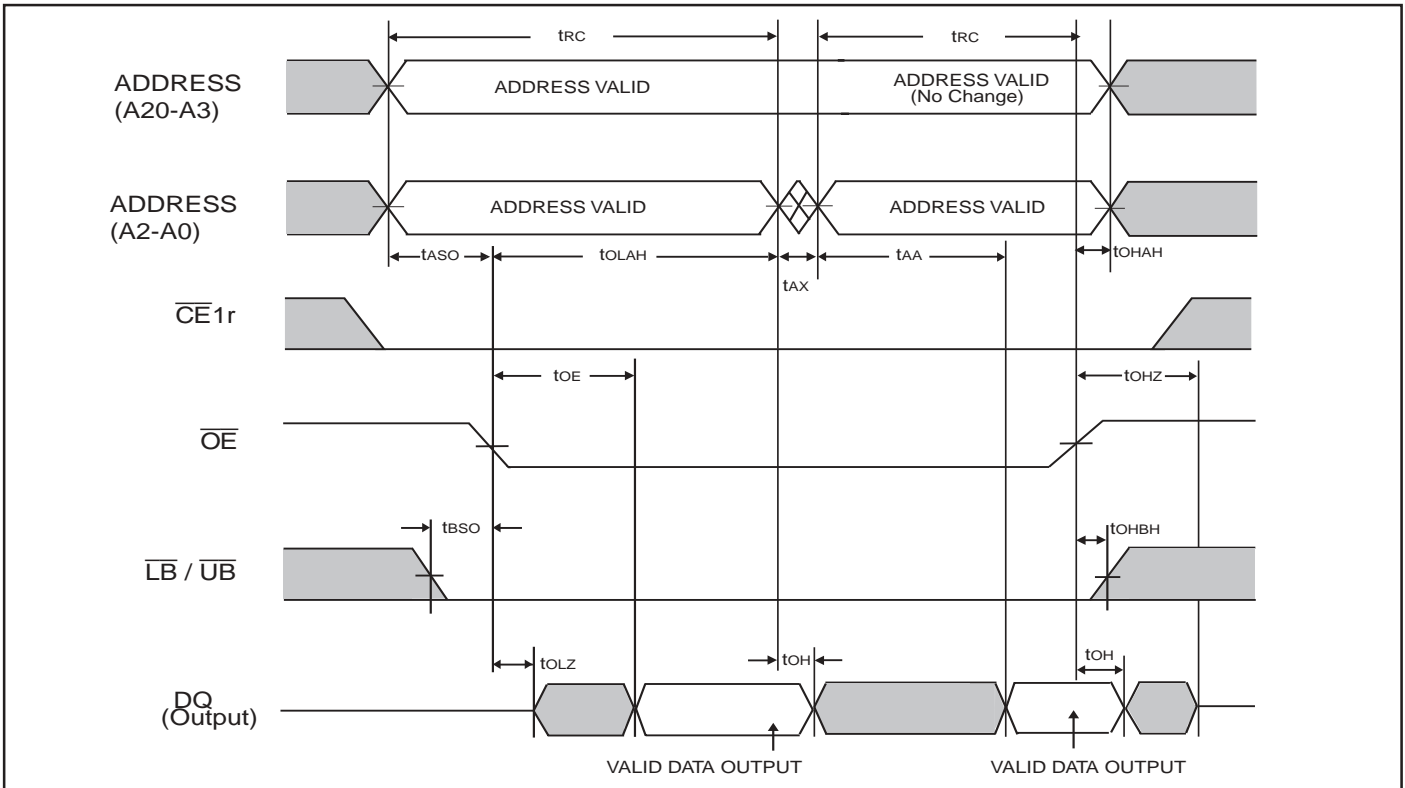 tRC
tRC
ADDRESS
(A20-A3)
ADDRESS VALID
ADDRESS VALID
(No Change)
ADDRESS
(A2-A0)
ADDRESS VALID
ADDRESS VALID
tASO
tOLAH
tAX
tAA
tOHAH
CE1r
tOE
tOHZ
OE
tBSO
tOHBH
LB / UB
tOLZ
tOH
tOH
DQ
(Output)
VALID DATA OUTPUT
VALID DATA OUTPUT